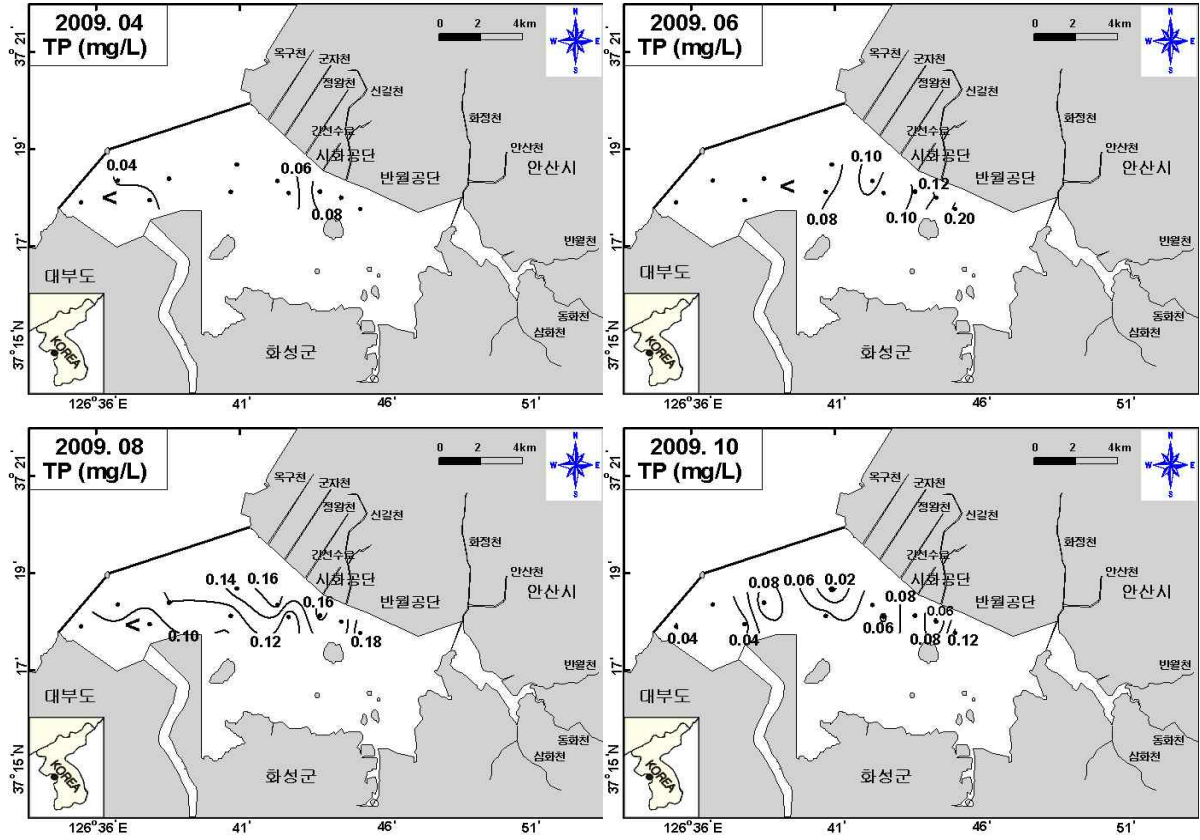 2009. 04
TP (mg/L)
0 2 4km
N
W E
S
37° 21'
19'
17'
37° 15' N
126° 36' E
41'
46'
51'
옥구천
군자천
정왕천
신길천
간선수로
시화공단
반월공단
화정천
안산천
안산시
반월천
동화천
삼화천
대부도
화성군
KOREA
0.04
0.06
0.08
<
2009. 06
TP (mg/L)
0 2 4km
N
W E
S
37° 21'
19'
17'
37° 15' N
126° 36' E
41'
46'
51'
옥구천
군자천
정왕천
신길천
간선수로
시화공단
반월공단
화정천
안산천
안산시
반월천
동화천
삼화천
대부도
화성군
KOREA
0.10
0.12
0.08
0.10
0.20
<
2009. 08
TP (mg/L)
0 2 4km
N
W E
S
37° 21'
19'
17'
37° 15' N
126° 36' E
41'
46'
51'
옥구천
군자천
정왕천
신길천
간선수로
시화공단
반월공단
화정천
안산천
안산시
반월천
동화천
삼화천
대부도
화성군
KOREA
0.14 0.16
0.16
0.10
0.12
0.18
<
2009. 10
TP (mg/L)
0 2 4km
N
W E
S
37° 21'
19'
17'
37° 15' N
126° 36' E
41'
46'
51'
옥구천
군자천
정왕천
신길천
간선수로
시화공단
반월공단
화정천
안산천
안산시
반월천
동화천
삼화천
대부도
화성군
KOREA
0.08 0.06 0.02
0.08
0.06
0.06
0.04
0.04
0.08
0.12